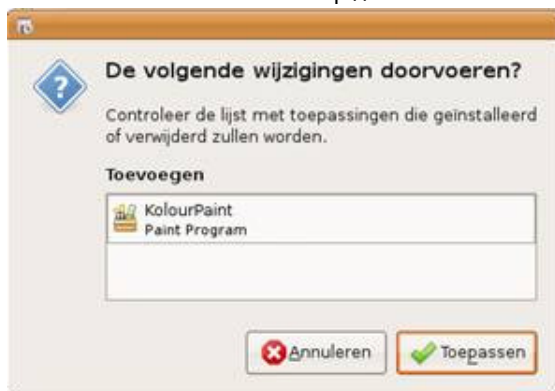 De volgende wijzigingen doorvoeren?
Controleer de lijst met toepassingen die geïnstalleerd
of verwijderd zullen worden.
Toevoegen
KolourPaint
Paint Program
Annuleren
Toepassen